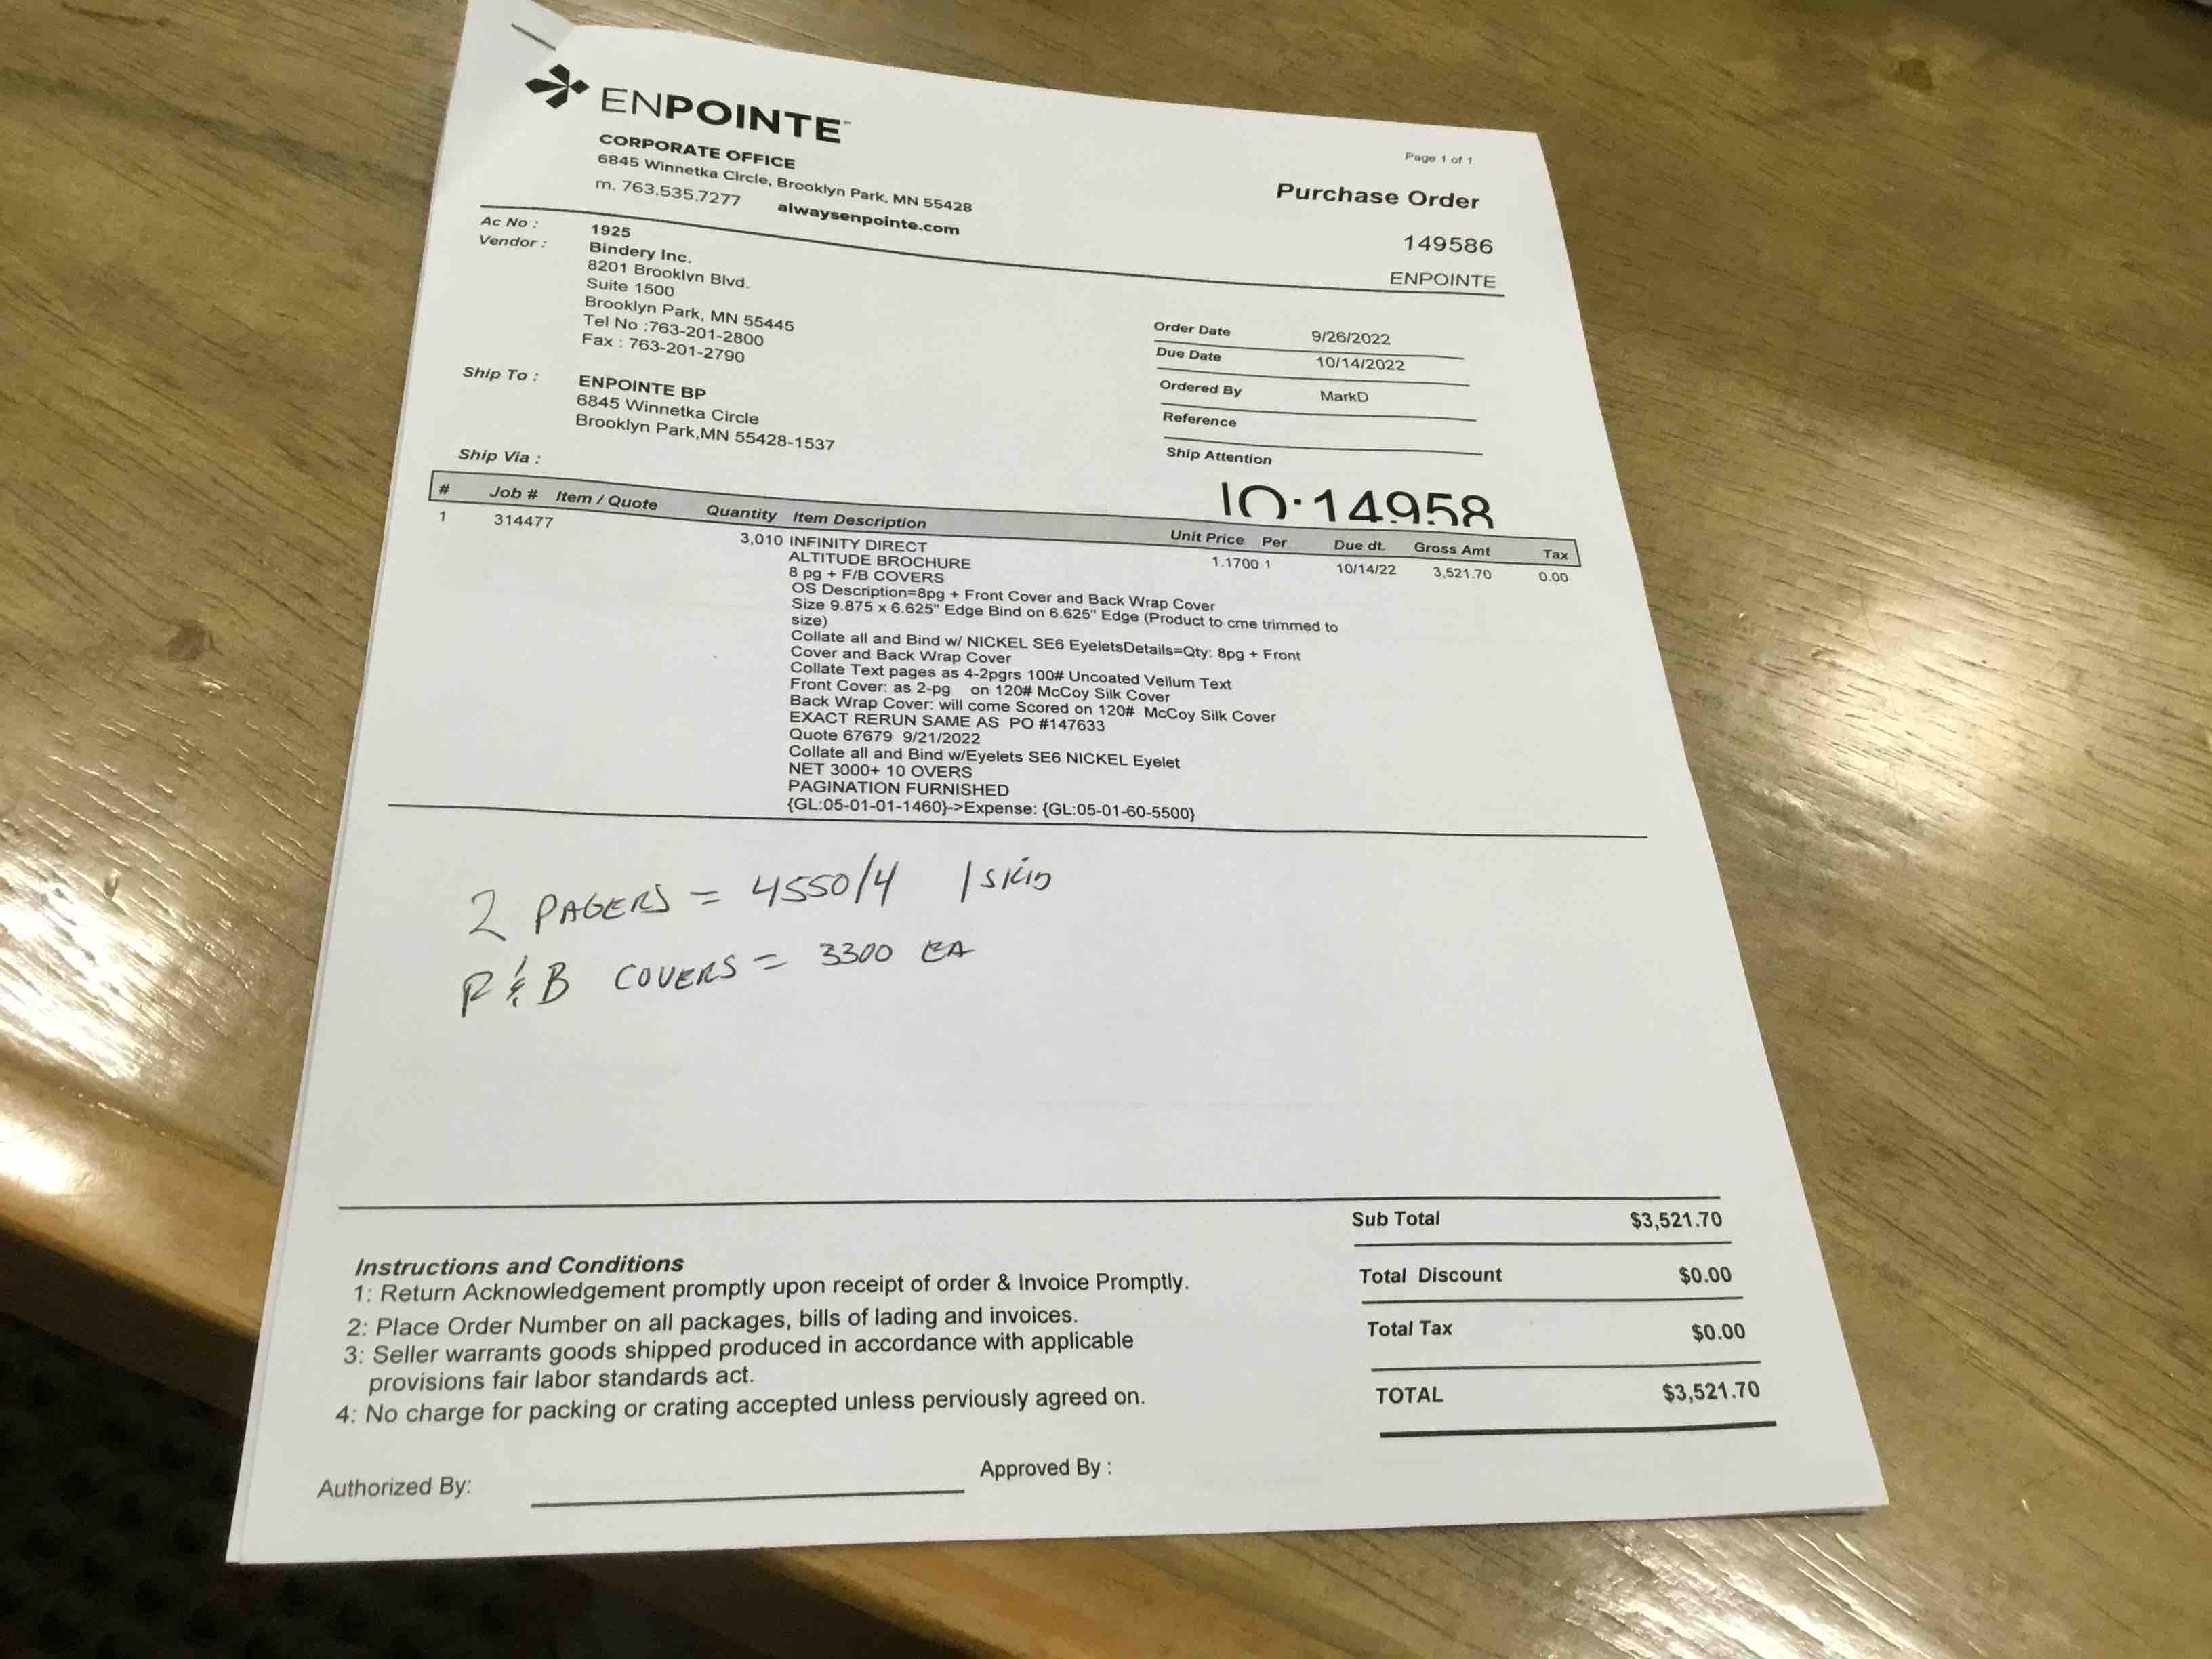 ENPOINTE
CORPORATE OFFICE
6845 Winnetka Circle, Brooklyn Park, MN 55428
m. 763.535.7277 alwaysenpointe.com
Page 1 of 1
Purchase Order
149586
ENPOINTE
Ac No : 1925
Vendor : Bindery Inc.
8201 Brooklyn Blvd.
Suite 1500
Brooklyn Park, MN 55445
Tel No :763-201-2800
Fax : 763-201-2790
Ship To : ENPOINTE BP
6845 Winnetka Circle
Brooklyn Park,MN 55428-1537
Ship Via :
Order Date 9/26/2022
Due Date 10/14/2022
Ordered By MarkD
Reference
Ship Attention
14958
# Job # Item / Quote Quantity Item Description Unit Price Per Due dt. Gross Amt Tax
1 314477 3,010 INFINITY DIRECT 1.1700 1 10/14/22 3,521.70 0.00
ALTITUDE BROCHURE
8 pg + F/B COVERS
OS Description=8pg + Front Cover and Back Wrap Cover
Size 9.875 x 6.625" Edge Bind on 6.625" Edge (Product to cme trimmed to
size)
Collate all and Bind w/ NICKEL SE6 EyeletsDetails=Qty: 8pg + Front
Cover and Back Wrap Cover
Collate Text pages as 4-2pgrs 100# Uncoated Vellum Text
Front Cover: as 2-pg on 120# McCoy Silk Cover
Back Wrap Cover: will come Scored on 120# McCoy Silk Cover
EXACT RERUN SAME AS PO #147633
Quote 67679 9/21/2022
Collate all and Bind w/Eyelets SE6 NICKEL Eyelet
NET 3000+ 10 OVERS
PAGINATION FURNISHED
{GL:05-01-01-1460}->Expense: {GL:05-01-60-5500}
2 PAGERS = 4550/4 1 SKID
F & B COVERS = 3300 EA
Sub Total $3,521.70
Total Discount $0.00
Total Tax $0.00
TOTAL $3,521.70
Instructions and Conditions
1: Return Acknowledgement promptly upon receipt of order & Invoice Promptly.
2: Place Order Number on all packages, bills of lading and invoices.
3: Seller warrants goods shipped produced in accordance with applicable
provisions fair labor standards act.
4: No charge for packing or crating accepted unless perviously agreed on.
Authorized By: Approved By :